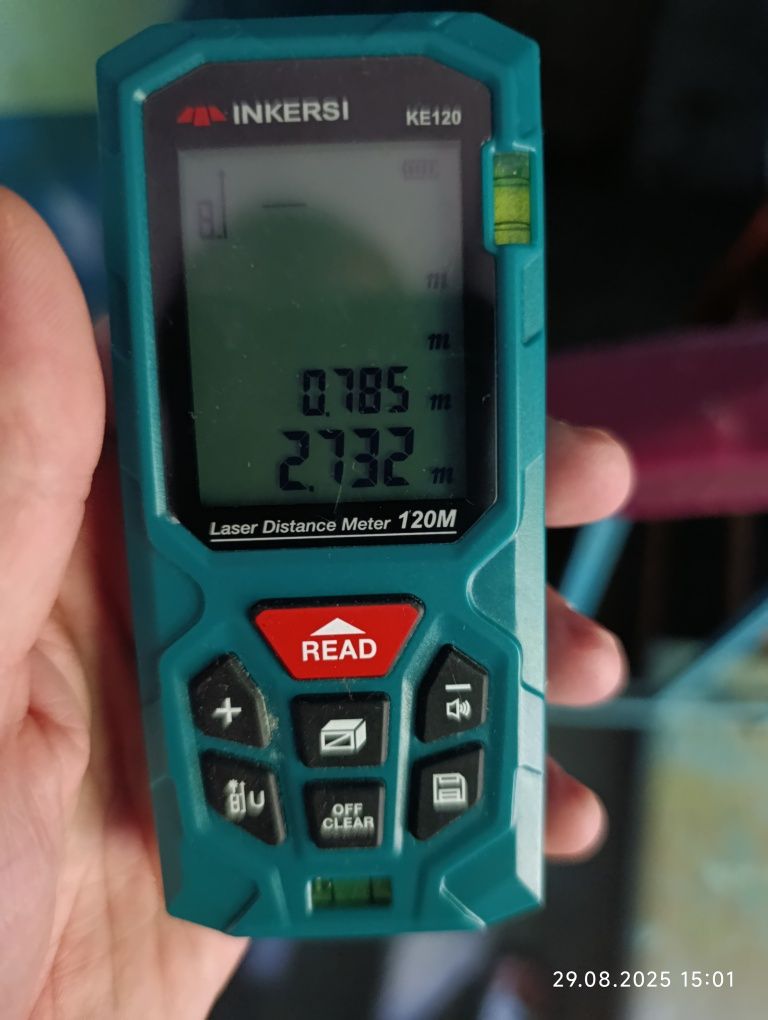 INKERSI
KE120
m
m
0.785 m
2.732 m
Laser Distance Meter 120M
READ
OFF
CLEAR
29.08.2025 15:01